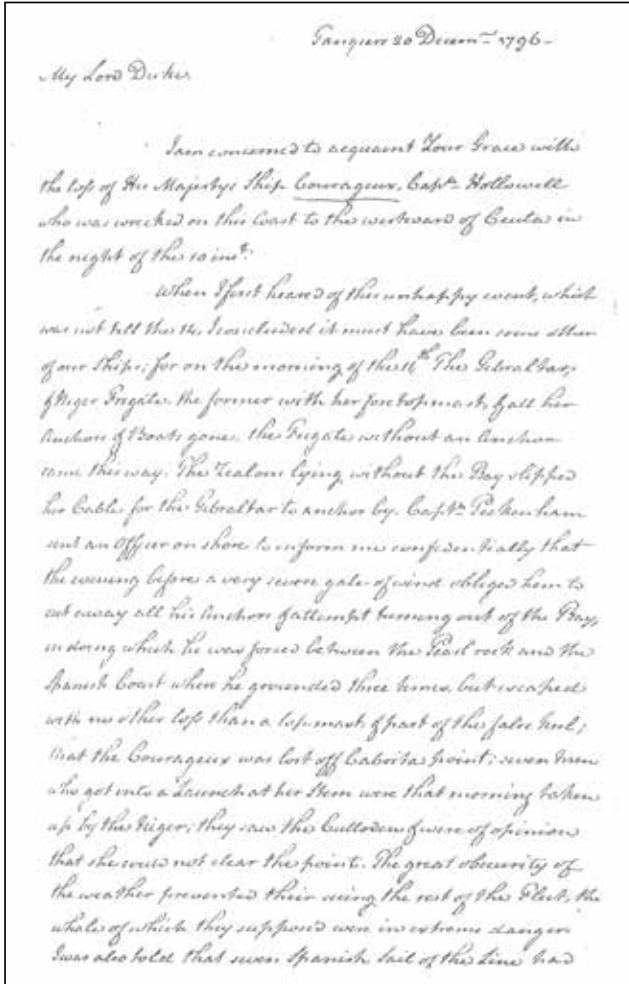 Tangiers 20 Decemr. 1796 -
My Lord Duke
I am concerned to acquaint Your Grace with
the loss of His Majestys Ship Courageux, Captn. Hollowell
who was wrecked on this Coast to the westward of Ceuta in
the night of the 10 inst.
When I first heard of this unhappy event, which
was not till the 14, I concluded it must have been some other
of our Ships; for on the morning of the 11th The Gibraltar,
& Niger Frigate, the former with her fore topmast, & all her
Anchors & Boats gone, the Frigate without an Anchor
came this way. The Zealous lying without the Bay slipped
her Cable for the Gibraltar to anchor by. Captn. Peckenham
sent an Officer on shore to inform me confidentially that
the evening before a very severe gale of wind obliged him to
cut away all his Anchors & attempt turning out of the Bay,
in doing which he was forced between the Pearl rock and the
Spanish Coast where he grounded three times, but escaped
with no other loss than a topmast, & part of the false keel;
that the Courageux was lost off Cabrita point; seven men
who got into a Launch at her Stern were that morning taken
up by the Niger; they saw the Culloden & were of opinion
that she could not clear the point. The great obscurity of
the weather prevented their seing the rest of the Fleet, the
whole of which they supposed were in extreme danger
I was also told that seven Spanish Sail of the Line had